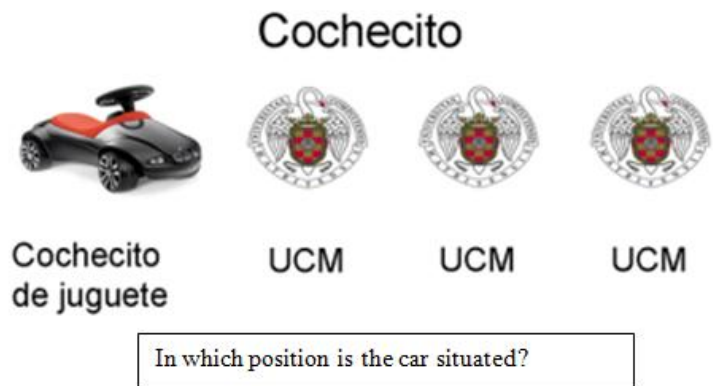 Cochecito
Cochecito
de juguete
UCM
UCM
UCM
In which position is the car situated?